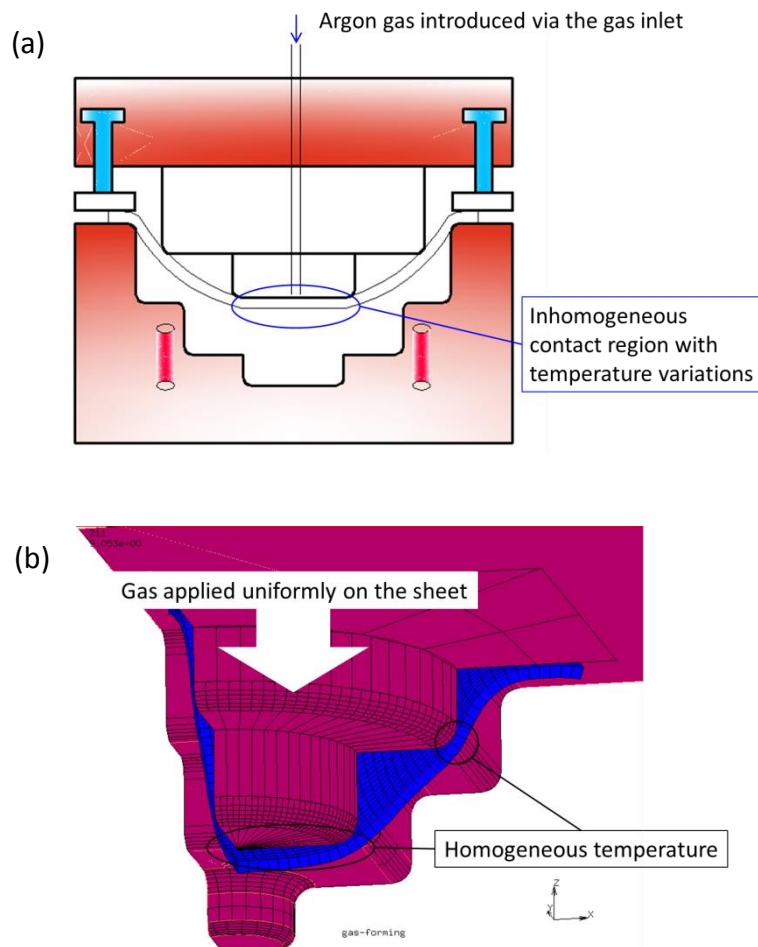 Argon gas introduced via the gas inlet
(a)
Inhomogeneous
contact region with
temperature variations
(b)
Gas applied uniformly on the sheet
Homogeneous temperature
Z
Y
X
gas-forming